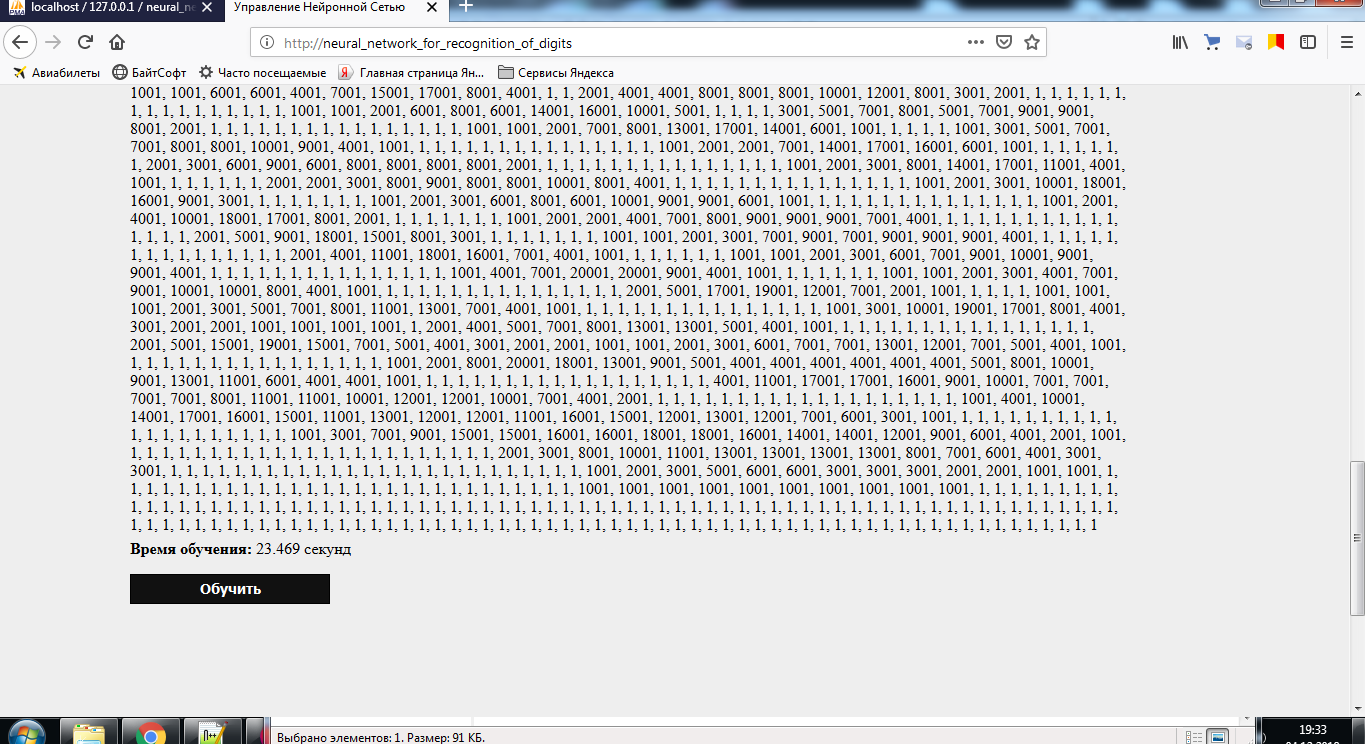 localhost / 127.0.0.1 / neural_ne
Управление Нейронной Сетью
http://neural_network_for_recognition_of_digits
Авиабилеты БайтСофт Часто посещаемые Главная страница Ян... Сервисы Яндекса
1001, 1001, 6001, 6001, 4001, 7001, 15001, 17001, 8001, 4001, 1, 1, 2001, 4001, 4001, 8001, 8001, 8001, 10001, 12001, 8001, 3001, 2001, 1, 1, 1, 1, 1, 1,
1, 1, 1, 1, 1, 1, 1, 1, 1, 1, 1001, 1001, 2001, 6001, 8001, 6001, 14001, 16001, 10001, 5001, 1, 1, 1, 1, 3001, 5001, 7001, 8001, 5001, 7001, 9001, 9001,
8001, 2001, 1, 1, 1, 1, 1, 1, 1, 1, 1, 1, 1, 1, 1, 1, 1, 1, 1001, 1001, 2001, 7001, 8001, 13001, 17001, 14001, 6001, 1001, 1, 1, 1, 1, 1001, 3001, 5001, 7001,
7001, 8001, 8001, 10001, 9001, 4001, 1001, 1, 1, 1, 1, 1, 1, 1, 1, 1, 1, 1, 1, 1, 1, 1, 1001, 2001, 2001, 7001, 14001, 17001, 16001, 6001, 1001, 1, 1, 1, 1, 1,
1, 2001, 3001, 6001, 9001, 6001, 8001, 8001, 8001, 8001, 2001, 1, 1, 1, 1, 1, 1, 1, 1, 1, 1, 1, 1, 1, 1, 1, 1001, 2001, 3001, 8001, 14001, 17001, 11001, 4001,
1001, 1, 1, 1, 1, 1, 1, 2001, 2001, 3001, 8001, 9001, 8001, 8001, 10001, 8001, 4001, 1, 1, 1, 1, 1, 1, 1, 1, 1, 1, 1, 1, 1, 1, 1, 1001, 2001, 3001, 10001, 18001,
16001, 9001, 3001, 1, 1, 1, 1, 1, 1, 1, 1001, 2001, 3001, 6001, 8001, 6001, 10001, 9001, 9001, 6001, 1001, 1, 1, 1, 1, 1, 1, 1, 1, 1, 1, 1, 1, 1, 1, 1001, 2001,
4001, 10001, 18001, 17001, 8001, 2001, 1, 1, 1, 1, 1, 1, 1, 1001, 2001, 2001, 4001, 7001, 8001, 9001, 9001, 9001, 7001, 4001, 1, 1, 1, 1, 1, 1, 1, 1, 1, 1, 1,
1, 1, 1, 1, 2001, 5001, 9001, 18001, 15001, 8001, 3001, 1, 1, 1, 1, 1, 1, 1, 1001, 1001, 2001, 3001, 7001, 9001, 7001, 9001, 9001, 9001, 4001, 1, 1, 1, 1, 1,
1, 1, 1, 1, 1, 1, 1, 1, 1, 1, 2001, 4001, 11001, 18001, 16001, 7001, 4001, 1001, 1, 1, 1, 1, 1, 1, 1001, 1001, 2001, 3001, 6001, 7001, 9001, 10001, 9001,
9001, 4001, 1, 1, 1, 1, 1, 1, 1, 1, 1, 1, 1, 1, 1, 1, 1, 1001, 4001, 7001, 20001, 20001, 9001, 4001, 1001, 1, 1, 1, 1, 1, 1, 1001, 1001, 2001, 3001, 4001, 7001,
9001, 10001, 10001, 8001, 4001, 1001, 1, 1, 1, 1, 1, 1, 1, 1, 1, 1, 1, 1, 1, 1, 1, 2001, 5001, 17001, 19001, 12001, 7001, 2001, 1001, 1, 1, 1, 1, 1001, 1001,
1001, 2001, 3001, 5001, 7001, 8001, 11001, 13001, 7001, 4001, 1001, 1, 1, 1, 1, 1, 1, 1, 1, 1, 1, 1, 1, 1, 1, 1, 1001, 3001, 10001, 19001, 17001, 8001, 4001,
3001, 2001, 2001, 1001, 1001, 1001, 1001, 1, 2001, 4001, 5001, 7001, 8001, 13001, 13001, 5001, 4001, 1001, 1, 1, 1, 1, 1, 1, 1, 1, 1, 1, 1, 1, 1, 1, 1, 1,
2001, 5001, 15001, 19001, 15001, 7001, 5001, 4001, 3001, 2001, 2001, 1001, 1001, 2001, 3001, 6001, 7001, 7001, 13001, 12001, 7001, 5001, 4001, 1001,
1, 1, 1, 1, 1, 1, 1, 1, 1, 1, 1, 1, 1, 1, 1, 1, 1001, 2001, 8001, 20001, 18001, 13001, 9001, 5001, 4001, 4001, 4001, 4001, 4001, 4001, 5001, 8001, 10001,
9001, 13001, 11001, 6001, 4001, 4001, 1001, 1, 1, 1, 1, 1, 1, 1, 1, 1, 1, 1, 1, 1, 1, 1, 1, 1, 1, 4001, 11001, 17001, 17001, 16001, 9001, 10001, 7001, 7001,
7001, 7001, 8001, 11001, 11001, 10001, 12001, 12001, 10001, 7001, 4001, 2001, 1, 1, 1, 1, 1, 1, 1, 1, 1, 1, 1, 1, 1, 1, 1, 1, 1, 1, 1, 1001, 4001, 10001,
14001, 17001, 16001, 15001, 11001, 13001, 12001, 12001, 11001, 16001, 15001, 12001, 13001, 12001, 7001, 6001, 3001, 1001, 1, 1, 1, 1, 1, 1, 1, 1, 1, 1,
1, 1, 1, 1, 1, 1, 1, 1, 1, 1, 1001, 3001, 7001, 9001, 15001, 15001, 16001, 16001, 18001, 18001, 16001, 14001, 14001, 12001, 9001, 6001, 4001, 2001, 1001,
1, 1, 1, 1, 1, 1, 1, 1, 1, 1, 1, 1, 1, 1, 1, 1, 1, 1, 1, 1, 1, 1, 1, 2001, 3001, 8001, 10001, 11001, 13001, 13001, 13001, 13001, 8001, 7001, 6001, 4001, 3001,
3001, 1, 1, 1, 1, 1, 1, 1, 1, 1, 1, 1, 1, 1, 1, 1, 1, 1, 1, 1, 1, 1, 1, 1, 1, 1, 1, 1001, 2001, 3001, 5001, 6001, 6001, 3001, 3001, 3001, 2001, 2001, 1001, 1001, 1,
1, 1, 1, 1, 1, 1, 1, 1, 1, 1, 1, 1, 1, 1, 1, 1, 1, 1, 1, 1, 1, 1, 1, 1, 1, 1, 1, 1, 1001, 1001, 1001, 1001, 1001, 1001, 1001, 1001, 1001, 1001, 1, 1, 1, 1, 1, 1, 1, 1, 1,
1, 1, 1, 1, 1, 1, 1, 1, 1, 1, 1, 1, 1, 1, 1, 1, 1, 1, 1, 1, 1, 1, 1, 1, 1, 1, 1, 1, 1, 1, 1, 1, 1, 1, 1, 1, 1, 1, 1, 1, 1, 1, 1, 1, 1, 1, 1, 1, 1, 1, 1, 1, 1, 1, 1, 1, 1, 1, 1, 1, 1, 1,
1, 1, 1, 1, 1, 1, 1, 1, 1, 1, 1, 1, 1, 1, 1, 1, 1, 1, 1, 1, 1, 1, 1, 1, 1, 1, 1, 1, 1, 1, 1, 1, 1, 1, 1, 1, 1, 1, 1, 1, 1, 1, 1, 1, 1, 1, 1, 1, 1, 1, 1, 1, 1, 1, 1, 1, 1, 1, 1, 1, 1
Время обучения: 23.469 секунд
Обучить
Выбрано элементов: 1. Размер: 91 КБ.
19:33